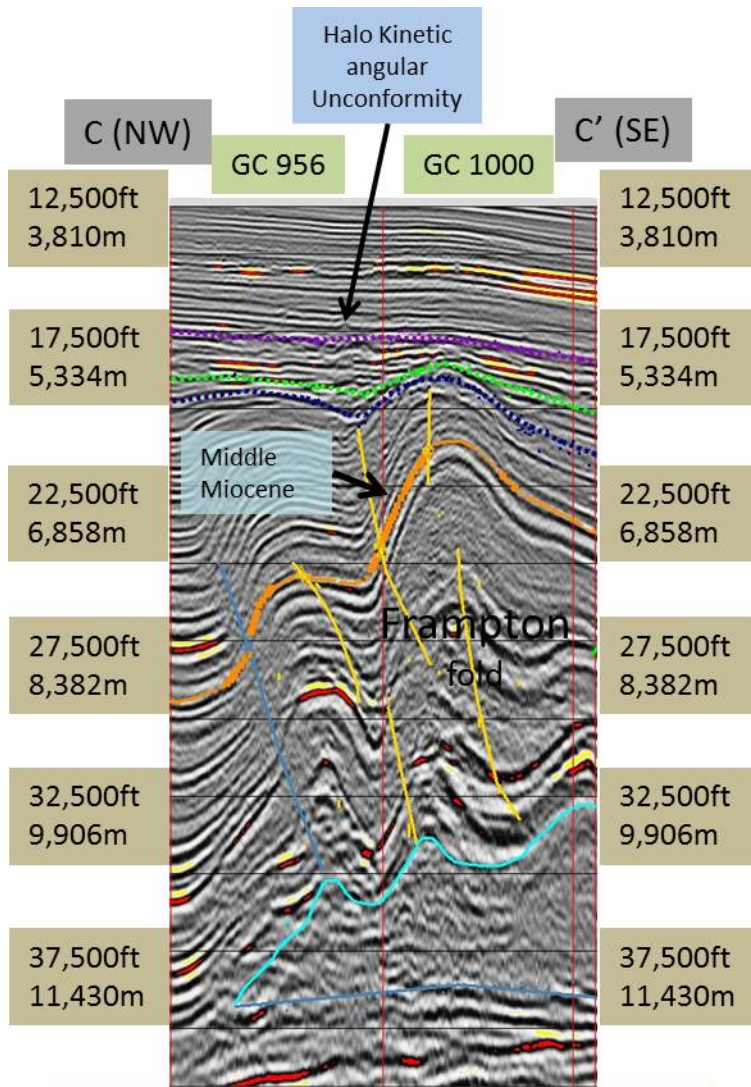 Halo Kinetic
angular
Unconformity
C (NW)
C’ (SE)
GC 956
GC 1000
12,500ft
3,810m
12,500ft
3,810m
17,500ft
5,334m
17,500ft
5,334m
Middle
Miocene
22,500ft
6,858m
22,500ft
6,858m
Frampton
fold
27,500ft
8,382m
27,500ft
8,382m
32,500ft
9,906m
32,500ft
9,906m
37,500ft
11,430m
37,500ft
11,430m